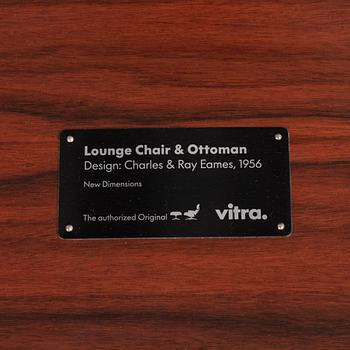 Lounge Chair & Ottoman
Design: Charles & Ray Eames, 1956
New Dimensions
The authorized Original vitra.